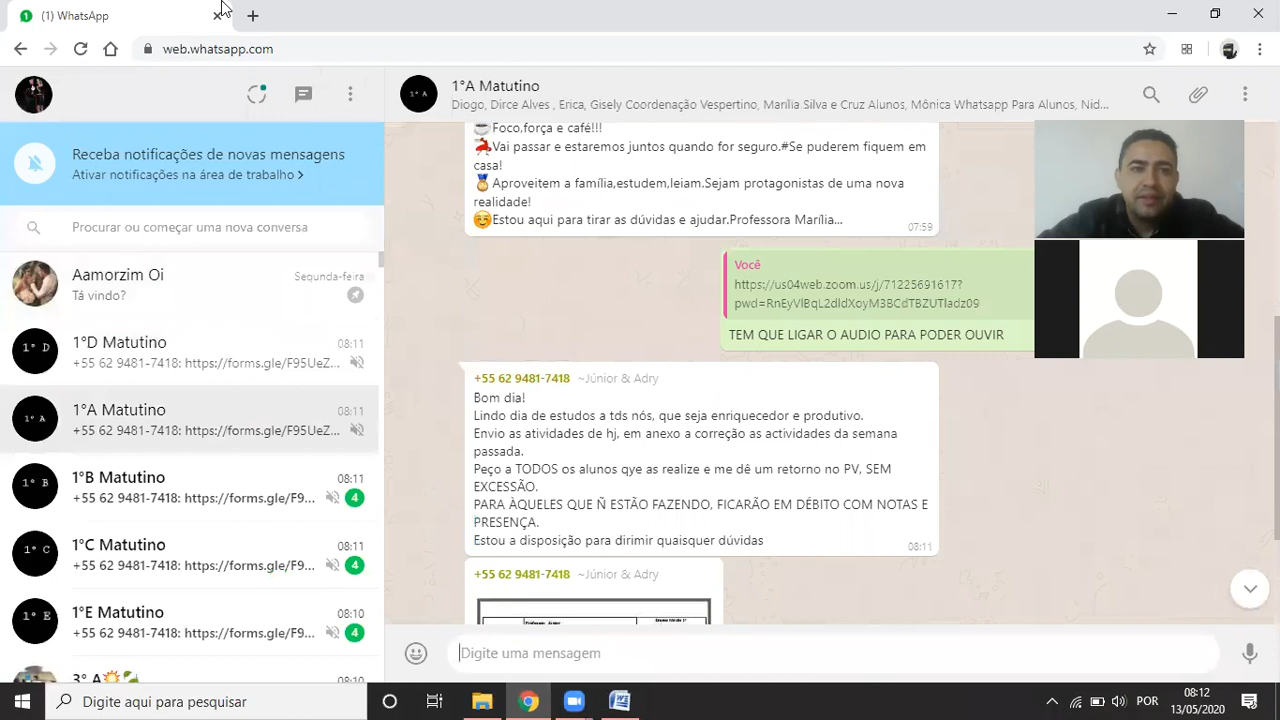 (1) WhatsApp
web.whatsapp.com
1°A Matutino
Diogo, Dirce Alves , Erica, Gisely Coordenação Vespertino, Marília Silva e Cruz Alunos, Mônica Whatsapp Para Alunos, Nid...
Receba notificações de novas mensagens
Ativar notificações na área de trabalho >
Procurar ou começar uma nova conversa
Aamorzim Oi
Segunda-feira
Tá vindo?
1° D
1°D Matutino
08:11
+55 62 9481-7418: https://forms.gle/F95UeZ...
1° A
1°A Matutino
08:11
+55 62 9481-7418: https://forms.gle/F95UeZ...
1° B
1°B Matutino
08:11
+55 62 9481-7418: https://forms.gle/F9...
4
1° C
1°C Matutino
08:11
+55 62 9481-7418: https://forms.gle/F9...
4
1° E
1°E Matutino
08:10
+55 62 9481-7418: https://forms.gle/F9...
4
3° A
08:10
1° A
Foco,força e café!!!
Vai passar e estaremos juntos quando for seguro.#Se puderem fiquem em
casa!
Aproveitem a família,estudem,leiam.Sejam protagonistas de uma nova
realidade!
Estou aqui para tirar as dúvidas e ajudar.Professora Marília...
07:59
Você
https://us04web.zoom.us/j/71225691617?
TEM QUE LIGAR O AUDIO PARA PODER OUVIR
+55 62 9481-7418 ~Júnior & Adry
Bom dia!
Lindo dia de estudos a tds nós, que seja enriquecedor e produtivo.
Envio as atividades de hj, em anexo a correção as actividades da semana
passada.
Peço a TODOS os alunos qye as realize e me dê um retorno no PV, SEM
EXCESSÃO.
PARA ÀQUELES QUE Ñ ESTÃO FAZENDO, FICARÃO EM DÉBITO COM NOTAS E
PRESENÇA.
Estou a disposição para dirimir quaisquer dúvidas
08:11
+55 62 9481-7418 ~Júnior & Adry
Digite uma mensagem
Digite aqui para pesquisar
POR
08:12
13/05/2020